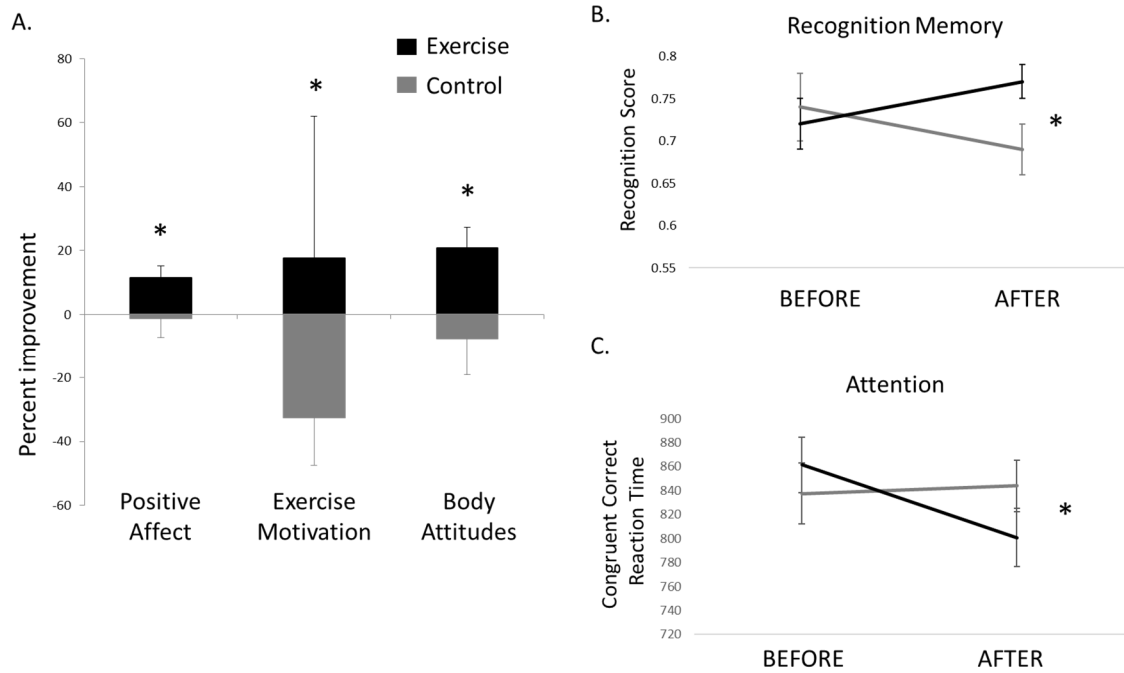 A.
Exercise
Control
*
*
*
80
60
40
20
0
-20
-40
-60
Percent improvement
Positive
Affect
Exercise
Motivation
Body
Attitudes
B.
Recognition Memory
0.8
0.75
0.7
0.65
0.6
0.55
Recognition Score
*
BEFORE
AFTER
C.
Attention
900
880
860
840
820
800
780
760
740
720
Congruent Correct
Reaction Time
*
BEFORE
AFTER